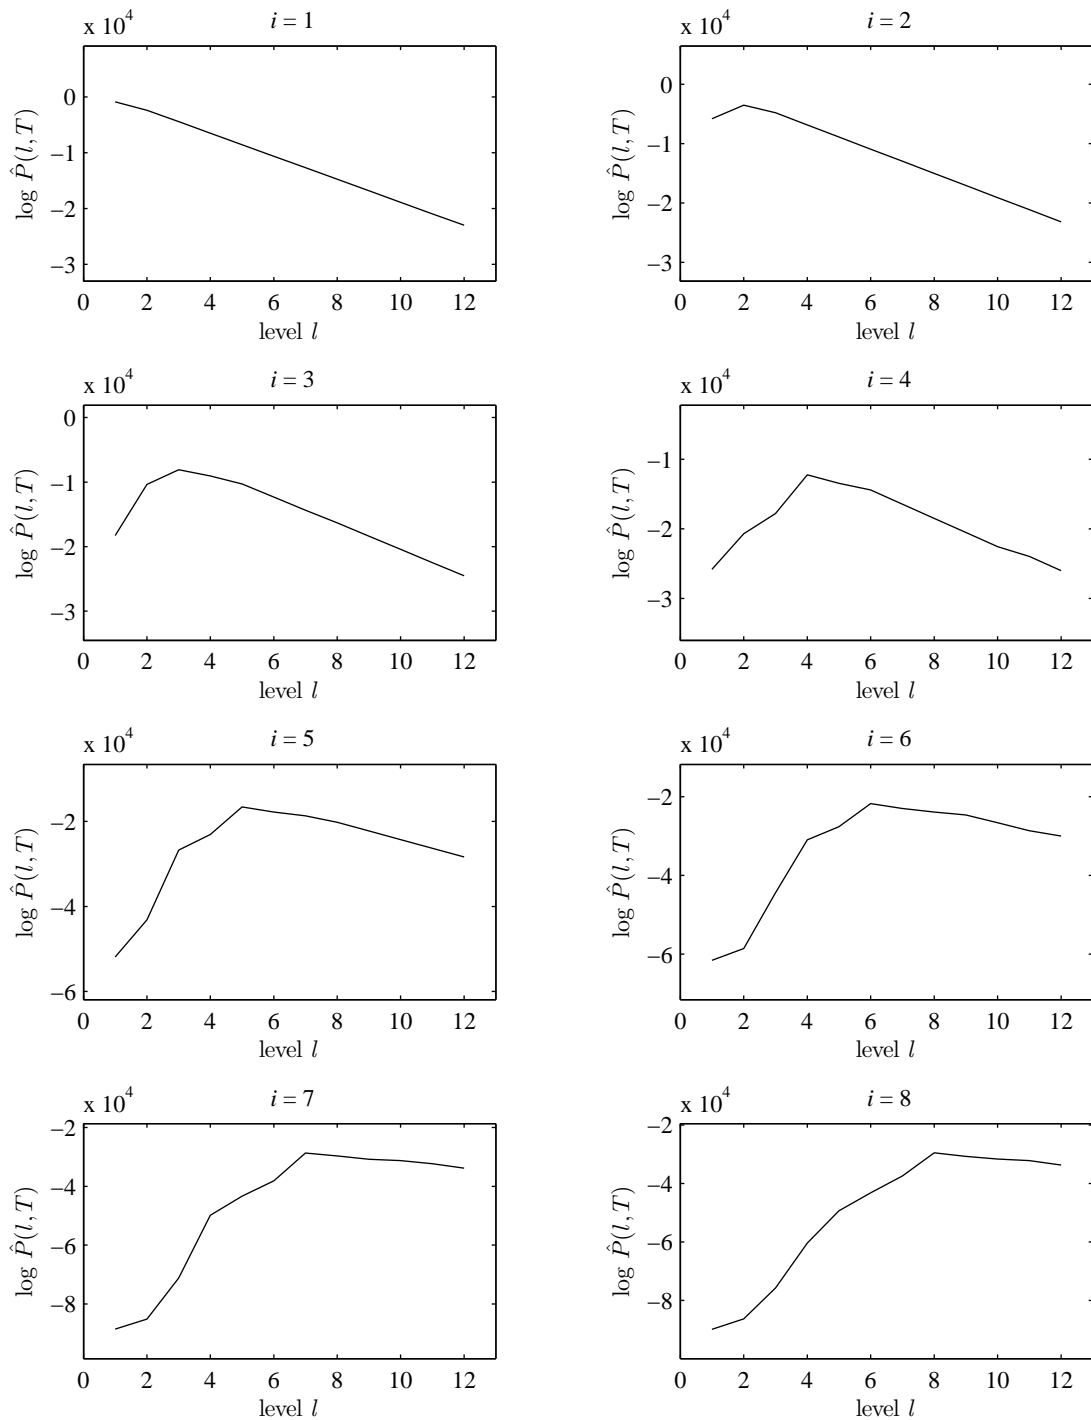 x 10^4
i = 1
0
−1
−2
−3
log P̂(l, T)
0 2 4 6 8 10 12
level l
x 10^4
i = 2
0
−1
−2
−3
log P̂(l, T)
0 2 4 6 8 10 12
level l
x 10^4
i = 3
0
−1
−2
−3
log P̂(l, T)
0 2 4 6 8 10 12
level l
x 10^4
i = 4
−1
−2
−3
log P̂(l, T)
0 2 4 6 8 10 12
level l
x 10^4
i = 5
−2
−4
−6
log P̂(l, T)
0 2 4 6 8 10 12
level l
x 10^4
i = 6
−2
−4
−6
log P̂(l, T)
0 2 4 6 8 10 12
level l
x 10^4
i = 7
−2
−4
−6
−8
log P̂(l, T)
0 2 4 6 8 10 12
level l
x 10^4
i = 8
−2
−4
−6
−8
log P̂(l, T)
0 2 4 6 8 10 12
level l